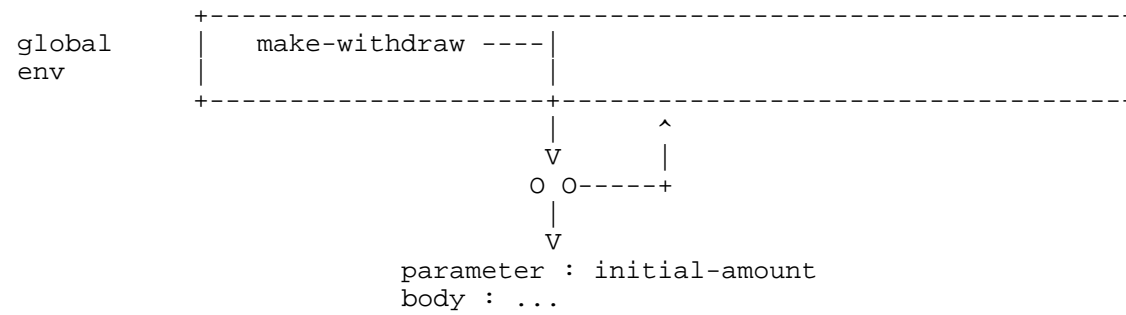 +----------------------------------------------------------
global | make-withdraw ----|
env | |
+---------------------+------------------------------------
| ^
V |
O O-----+
|
V
parameter : initial-amount
body : ...